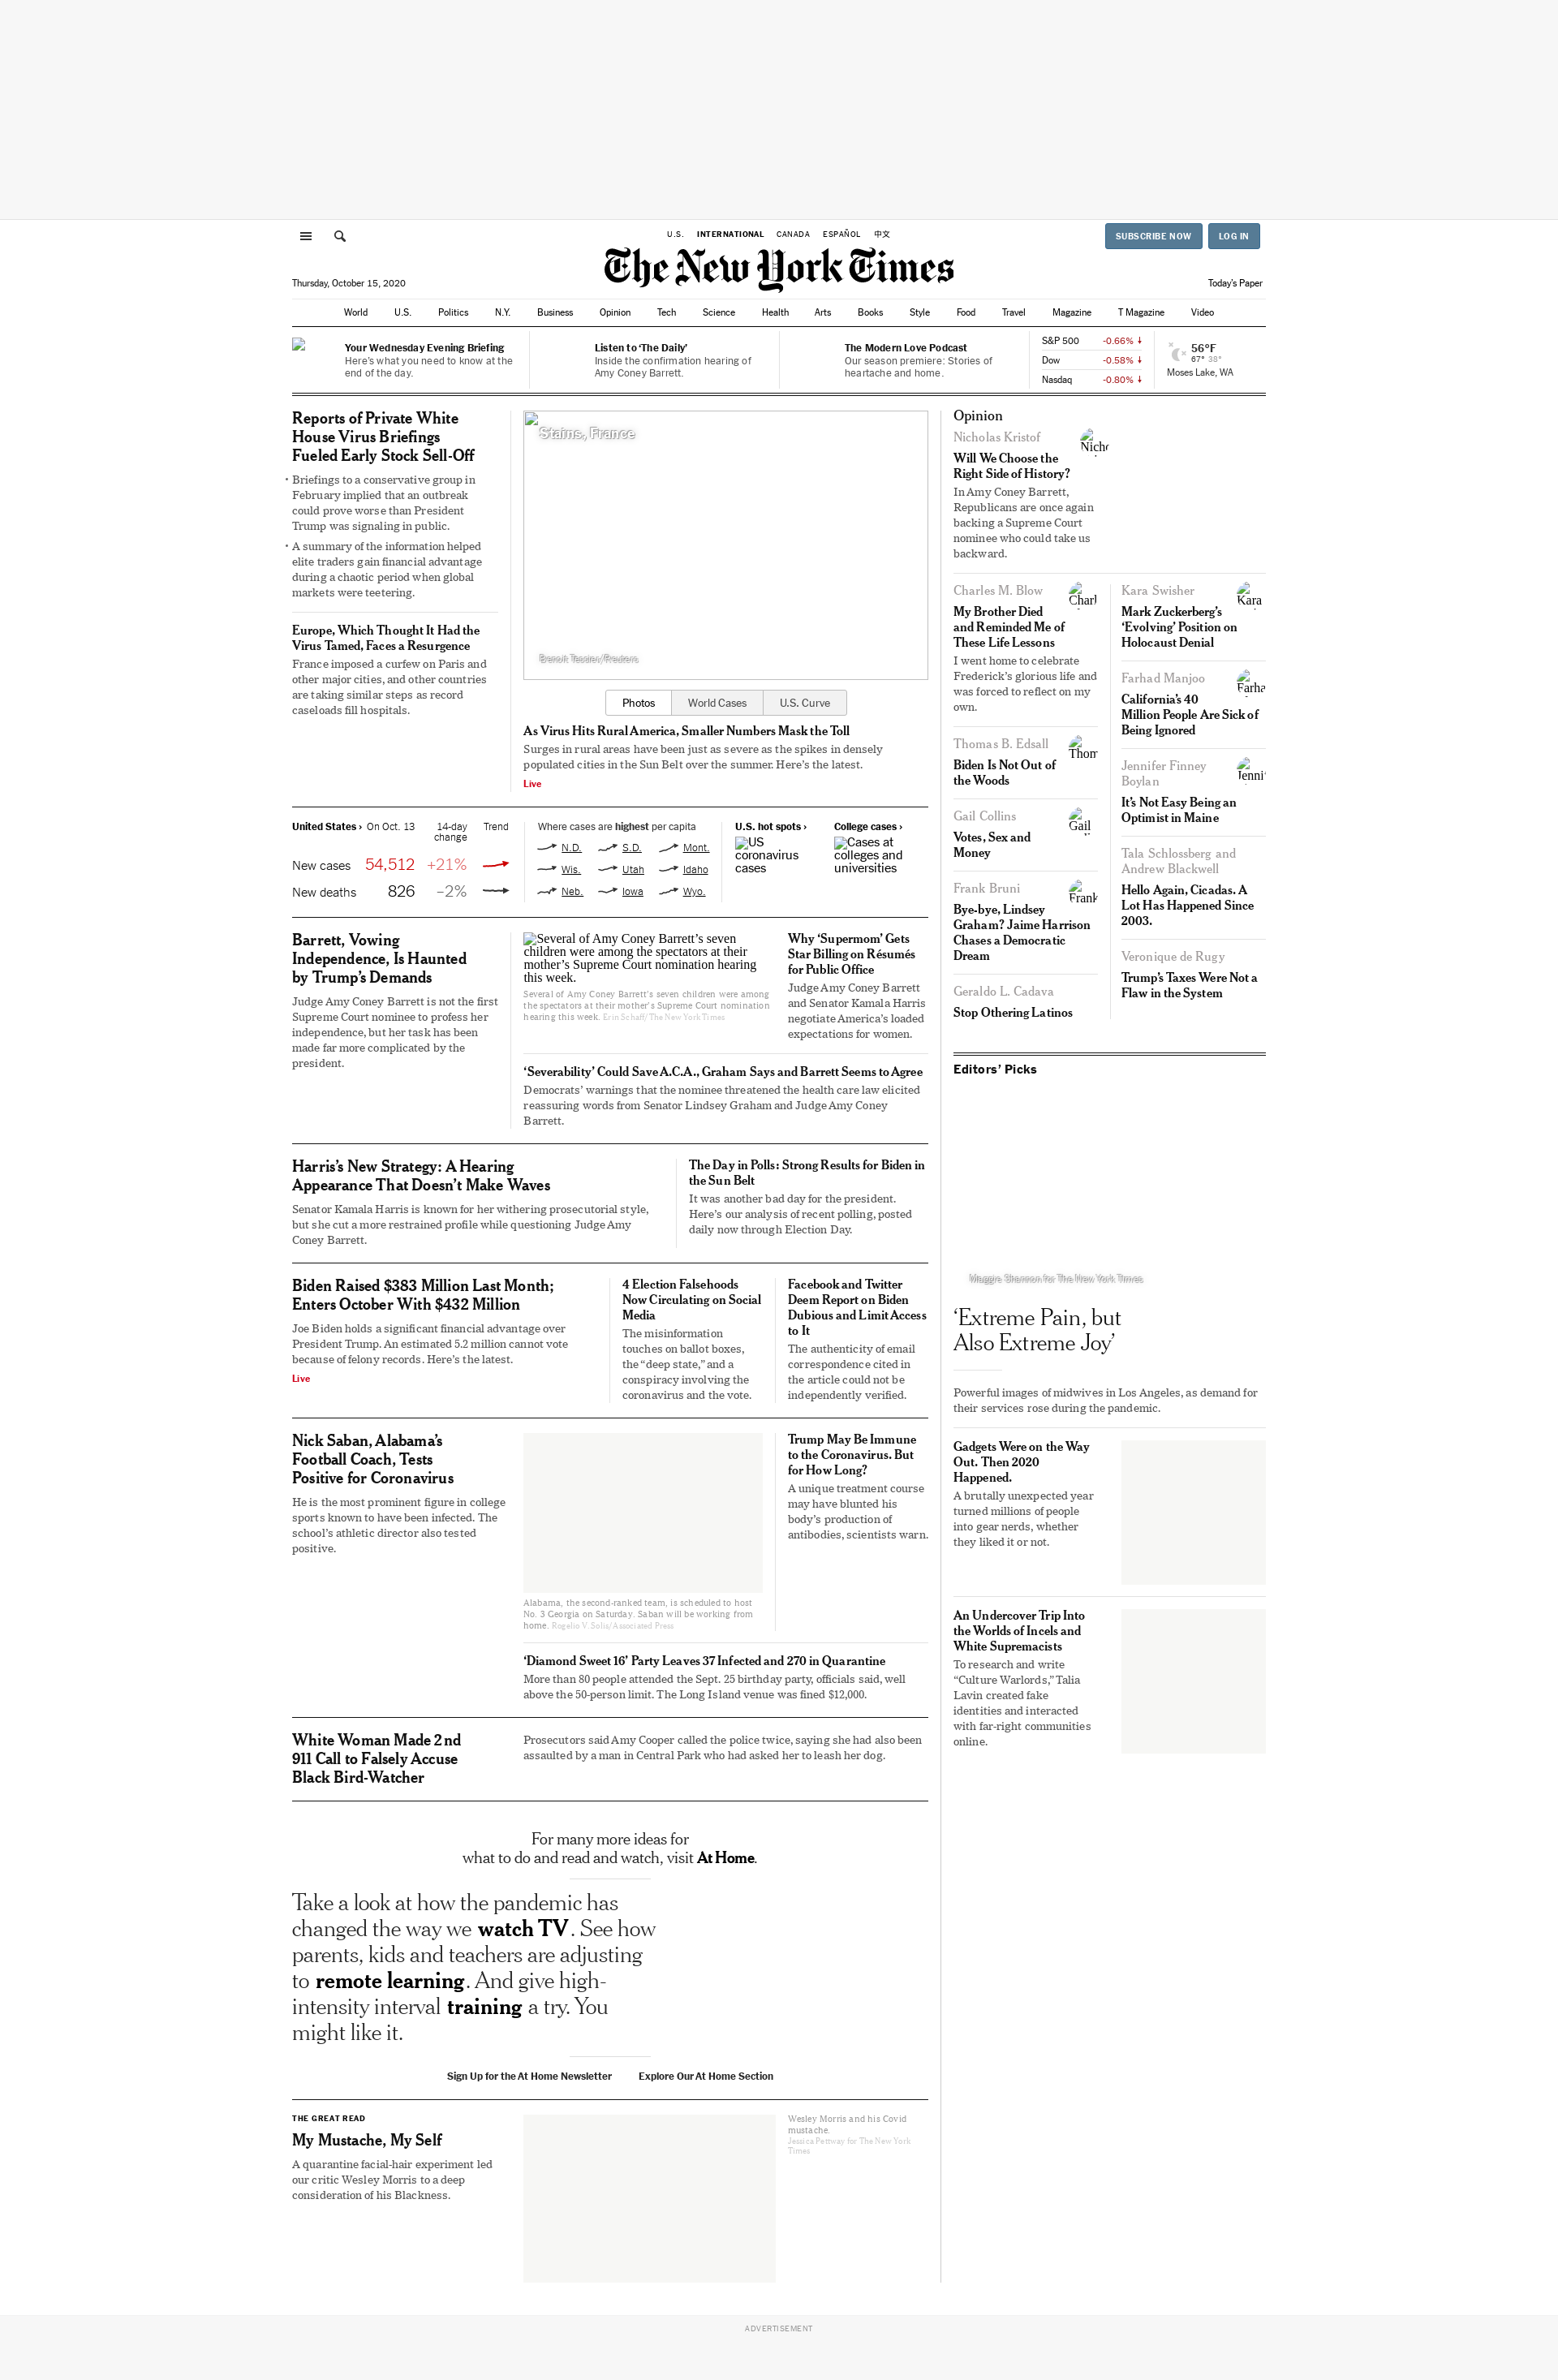 U.S. INTERNATIONAL CANADA ESPAÑOL 中文
SUBSCRIBE NOW LOG IN
The New York Times
Thursday, October 15, 2020
Today's Paper
World U.S. Politics N.Y. Business Opinion Tech Science Health Arts Books Style Food Travel Magazine T Magazine Video
Your Wednesday Evening Briefing
Here's what you need to know at the
end of the day.
Listen to 'The Daily'
Inside the confirmation hearing of
Amy Coney Barrett.
The Modern Love Podcast
Our season premiere: Stories of
heartache and home.
S&P 500 -0.66% ↓
Dow -0.58% ↓
Nasdaq -0.80% ↓
56°F
67° 38°
Moses Lake, WA
Reports of Private White
House Virus Briefings
Fueled Early Stock Sell-Off
• Briefings to a conservative group in
February implied that an outbreak
could prove worse than President
Trump was signaling in public.
• A summary of the information helped
elite traders gain financial advantage
during a chaotic period when global
markets were teetering.
Europe, Which Thought It Had the
Virus Tamed, Faces a Resurgence
France imposed a curfew on Paris and
other major cities, and other countries
are taking similar steps as record
caseloads fill hospitals.
Stains, France
Benoit Tessier/Reuters
Photos World Cases U.S. Curve
As Virus Hits Rural America, Smaller Numbers Mask the Toll
Surges in rural areas have been just as severe as the spikes in densely
populated cities in the Sun Belt over the summer. Here's the latest.
Live
United States › On Oct. 13 14-day
change Trend
New cases 54,512 +21%
New deaths 826 –2%
Where cases are highest per capita
N.D. S.D. Mont.
Wis. Utah Idaho
Neb. Iowa Wyo.
U.S. hot spots ›
US
coronavirus
cases
College cases ›
Cases at
colleges and
universities
Barrett, Vowing
Independence, Is Haunted
by Trump's Demands
Judge Amy Coney Barrett is not the first
Supreme Court nominee to profess her
independence, but her task has been
made far more complicated by the
president.
Several of Amy Coney Barrett's seven
children were among the spectators at their
mother's Supreme Court nomination hearing
this week.
Several of Amy Coney Barrett's seven children were among
the spectators at their mother's Supreme Court nomination
hearing this week. Erin Schaff/The New York Times
Why 'Supermom' Gets
Star Billing on Résumés
for Public Office
Judge Amy Coney Barrett
and Senator Kamala Harris
negotiate America's loaded
expectations for women.
'Severability' Could Save A.C.A., Graham Says and Barrett Seems to Agree
Democrats' warnings that the nominee threatened the health care law elicited
reassuring words from Senator Lindsey Graham and Judge Amy Coney
Barrett.
Harris's New Strategy: A Hearing
Appearance That Doesn't Make Waves
Senator Kamala Harris is known for her withering prosecutorial style,
but she cut a more restrained profile while questioning Judge Amy
Coney Barrett.
The Day in Polls: Strong Results for Biden in
the Sun Belt
It was another bad day for the president.
Here's our analysis of recent polling, posted
daily now through Election Day.
Biden Raised $383 Million Last Month;
Enters October With $432 Million
Joe Biden holds a significant financial advantage over
President Trump. An estimated 5.2 million cannot vote
because of felony records. Here's the latest.
Live
4 Election Falsehoods
Now Circulating on Social
Media
The misinformation
touches on ballot boxes,
the "deep state," and a
conspiracy involving the
coronavirus and the vote.
Facebook and Twitter
Deem Report on Biden
Dubious and Limit Access
to It
The authenticity of email
correspondence cited in
the article could not be
independently verified.
Nick Saban, Alabama's
Football Coach, Tests
Positive for Coronavirus
He is the most prominent figure in college
sports known to have been infected. The
school's athletic director also tested
positive.
Alabama, the second-ranked team, is scheduled to host
No. 3 Georgia on Saturday. Saban will be working from
home. Rogelio V. Solis/Associated Press
Trump May Be Immune
to the Coronavirus. But
for How Long?
A unique treatment course
may have blunted his
body's production of
antibodies, scientists warn.
'Diamond Sweet 16' Party Leaves 37 Infected and 270 in Quarantine
More than 80 people attended the Sept. 25 birthday party, officials said, well
above the 50-person limit. The Long Island venue was fined $12,000.
White Woman Made 2nd
911 Call to Falsely Accuse
Black Bird-Watcher
Prosecutors said Amy Cooper called the police twice, saying she had also been
assaulted by a man in Central Park who had asked her to leash her dog.
For many more ideas for
what to do and read and watch, visit At Home.
Take a look at how the pandemic has
changed the way we watch TV. See how
parents, kids and teachers are adjusting
to remote learning. And give high-
intensity interval training a try. You
might like it.
Sign Up for the At Home Newsletter Explore Our At Home Section
THE GREAT READ
My Mustache, My Self
A quarantine facial-hair experiment led
our critic Wesley Morris to a deep
consideration of his Blackness.
Wesley Morris and his Covid
mustache.
Jessica Pettway for The New York
Times
Opinion
Nicholas Kristof
Will We Choose the
Right Side of History?
In Amy Coney Barrett,
Republicans are once again
backing a Supreme Court
nominee who could take us
backward.
Charles M. Blow
My Brother Died
and Reminded Me of
These Life Lessons
I went home to celebrate
Frederick's glorious life and
was forced to reflect on my
own.
Thomas B. Edsall
Biden Is Not Out of
the Woods
Gail Collins
Votes, Sex and
Money
Frank Bruni
Bye-bye, Lindsey
Graham? Jaime Harrison
Chases a Democratic
Dream
Geraldo L. Cadava
Stop Othering Latinos
Kara Swisher
Mark Zuckerberg's
'Evolving' Position on
Holocaust Denial
Farhad Manjoo
California's 40
Million People Are Sick of
Being Ignored
Jennifer Finney
Boylan
It's Not Easy Being an
Optimist in Maine
Tala Schlossberg and
Andrew Blackwell
Hello Again, Cicadas. A
Lot Has Happened Since
2003.
Veronique de Rugy
Trump's Taxes Were Not a
Flaw in the System
Editors' Picks
Maggie Shannon for The New York Times
'Extreme Pain, but
Also Extreme Joy'
Powerful images of midwives in Los Angeles, as demand for
their services rose during the pandemic.
Gadgets Were on the Way
Out. Then 2020
Happened.
A brutally unexpected year
turned millions of people
into gear nerds, whether
they liked it or not.
An Undercover Trip Into
the Worlds of Incels and
White Supremacists
To research and write
"Culture Warlords," Talia
Lavin created fake
identities and interacted
with far-right communities
online.
ADVERTISEMENT